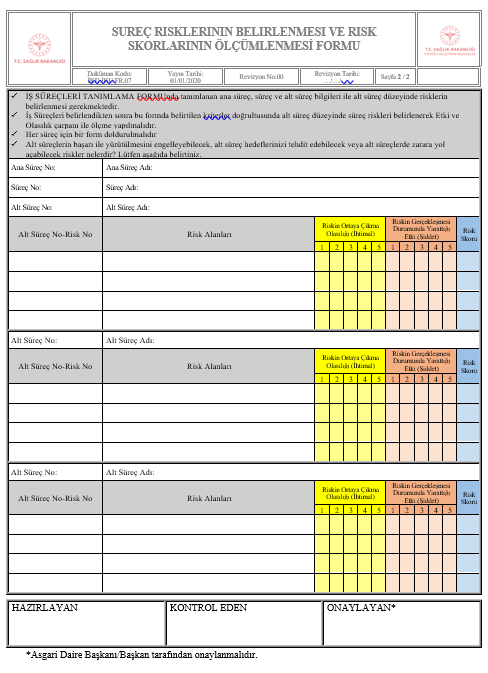 T.C. SAĞLIK BAKANLIĞI
SUREÇ RISKLERININ BELIRLENMESI VE RISK
SKORLARININ ÖLÇÜMLENMESİ FORMU
T.C. SAĞLIK BAKANLIĞI
Doküman Kodu:
Yayın Tarihi:
01/01/2020
Revizyon No:00
Revizyon Tarihi:
Sayfa 2 / 2
✓ İŞ SÜREÇLERİ TANIMLAMA FORMUnda tanımlanan ana süreç, süreç ve alt süreç bilgileri ile alt süreç düzeyinde risklerin
belirlenmesi gerekmektedir.
✓ İş Süreçleri belirlendikten sonra bu formda belirtilen kriterler doğrultusunda alt süreç düzeyinde süreç riskleri belirlenerek Etki ve
Olasılık çarpanı ile ölçme yapılmalıdır.
✓ Her süreç için bir form doldurulmalıdır
✓ Alt süreçlerin başarı ile yürütülmesini engelleyebilecek, alt süreç hedeflerinizi tehdit edebilecek veya alt süreçlerde zarara yol
açabilecek riskler nelerdir? Lütfen aşağıda belirtiniz.
Ana Süreç No: Ana Süreç Adı:
Süreç No: Süreç Adı:
Alt Süreç No: Alt Süreç Adı:
Alt Süreç No-Risk No
Risk Alanları
Riskin Ortaya Çıkma
Olasılığı (İhtimal)
1 2 3 4 5
Riskin Gerçekleşmesi
Durumunda Yarattığı
Etki (Şiddet)
1 2 3 4 5
Risk
Skoru
Alt Süreç No: Alt Süreç Adı:
Alt Süreç No-Risk No
Risk Alanları
Riskin Ortaya Çıkma
Olasılığı (İhtimal)
1 2 3 4 5
Riskin Gerçekleşmesi
Durumunda Yarattığı
Etki (Şiddet)
1 2 3 4 5
Risk
Skoru
Alt Süreç No: Alt Süreç Adı:
Alt Süreç No-Risk No
Risk Alanları
Riskin Ortaya Çıkma
Olasılığı (İhtimal)
1 2 3 4 5
Riskin Gerçekleşmesi
Durumunda Yarattığı
Etki (Şiddet)
1 2 3 4 5
Risk
Skoru
HAZIRLAYAN
KONTROL EDEN
ONAYLAYAN*
*Asgari Daire Başkanı/Başkan tarafından onaylanmalıdır.